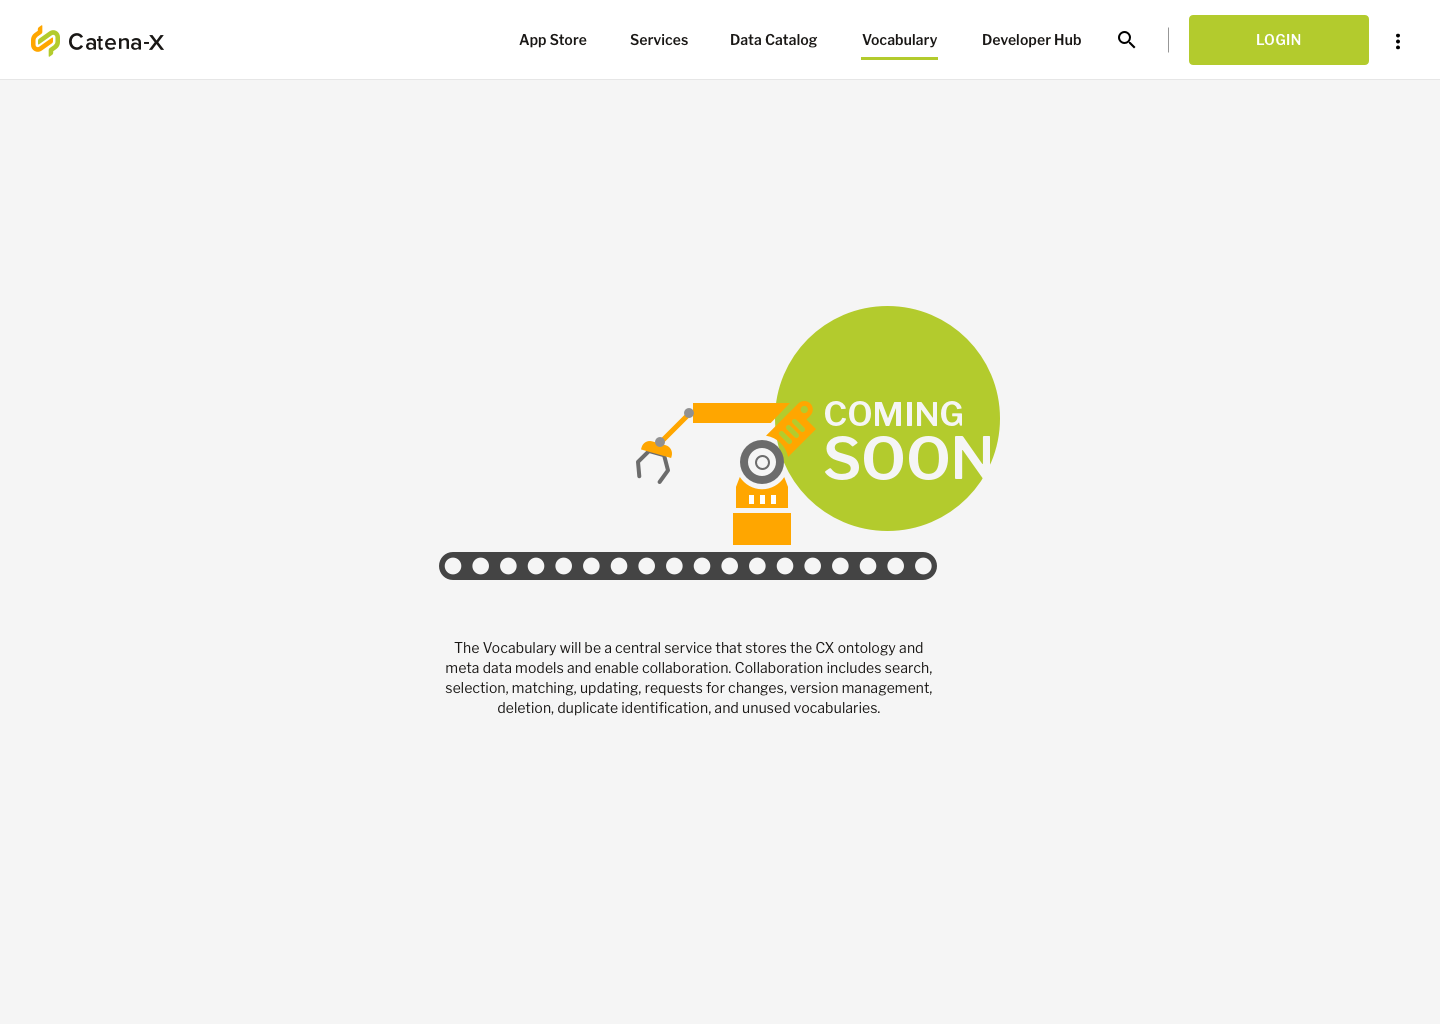 Catena-X
App Store Services Data Catalog Vocabulary Developer Hub LOGIN
COMING
SOON
The Vocabulary will be a central service that stores the CX ontology and
meta data models and enable collaboration. Collaboration includes search,
selection, matching, updating, requests for changes, version management,
deletion, duplicate identification, and unused vocabularies.